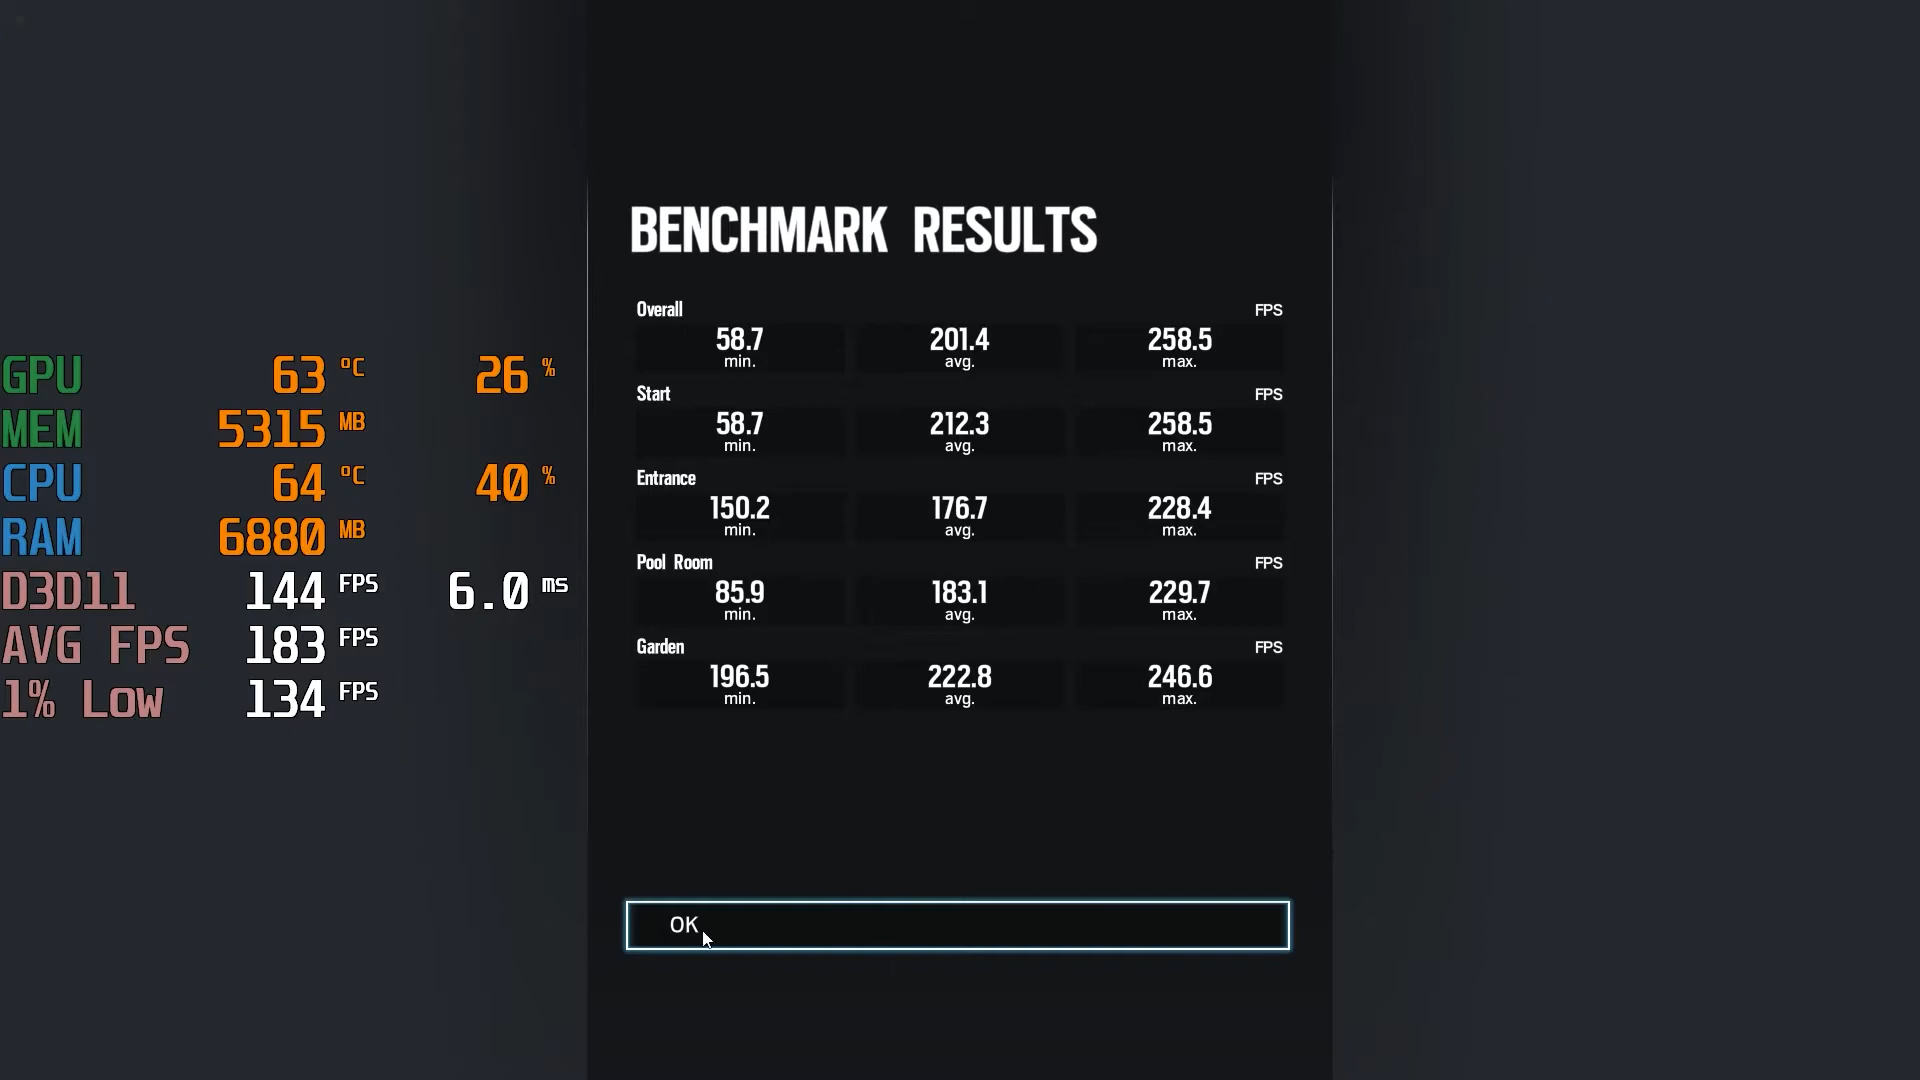 GPU 63 °C 26 %
MEM 5315 MB
CPU 64 °C 40 %
RAM 6880 MB
D3D11 144 FPS 6.0 ms
AVG FPS 183 FPS
1% Low 134 FPS
BENCHMARK RESULTS
Overall FPS
58.7 201.4 258.5
min. avg. max.
Start FPS
58.7 212.3 258.5
min. avg. max.
Entrance FPS
150.2 176.7 228.4
min. avg. max.
Pool Room FPS
85.9 183.1 229.7
min. avg. max.
Garden FPS
196.5 222.8 246.6
min. avg. max.
OK